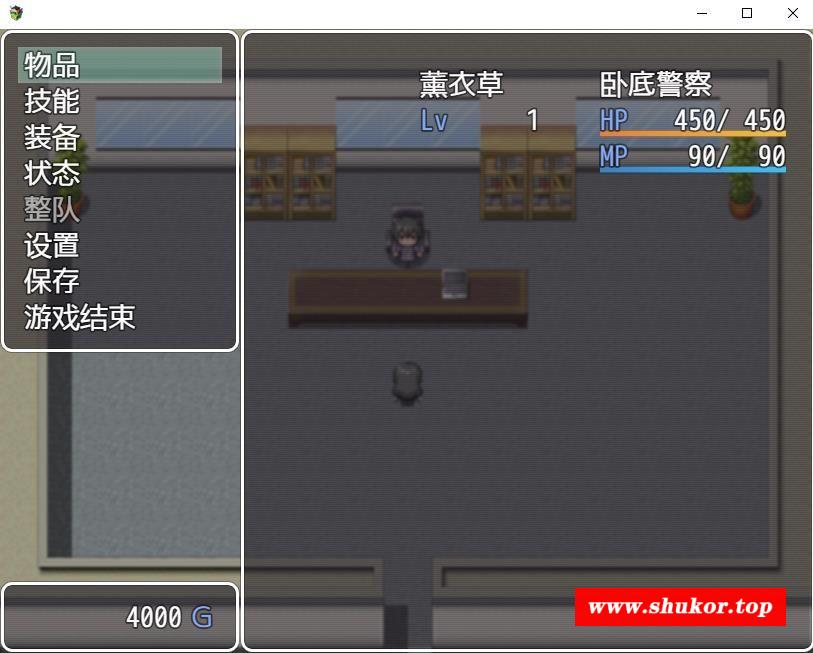 物品
技能
装备
状态
整队
设置
保存
游戏结束
薰衣草 卧底警察
Lv 1 HP 450/ 450
MP 90/ 90
4000 G
www.shukor.top